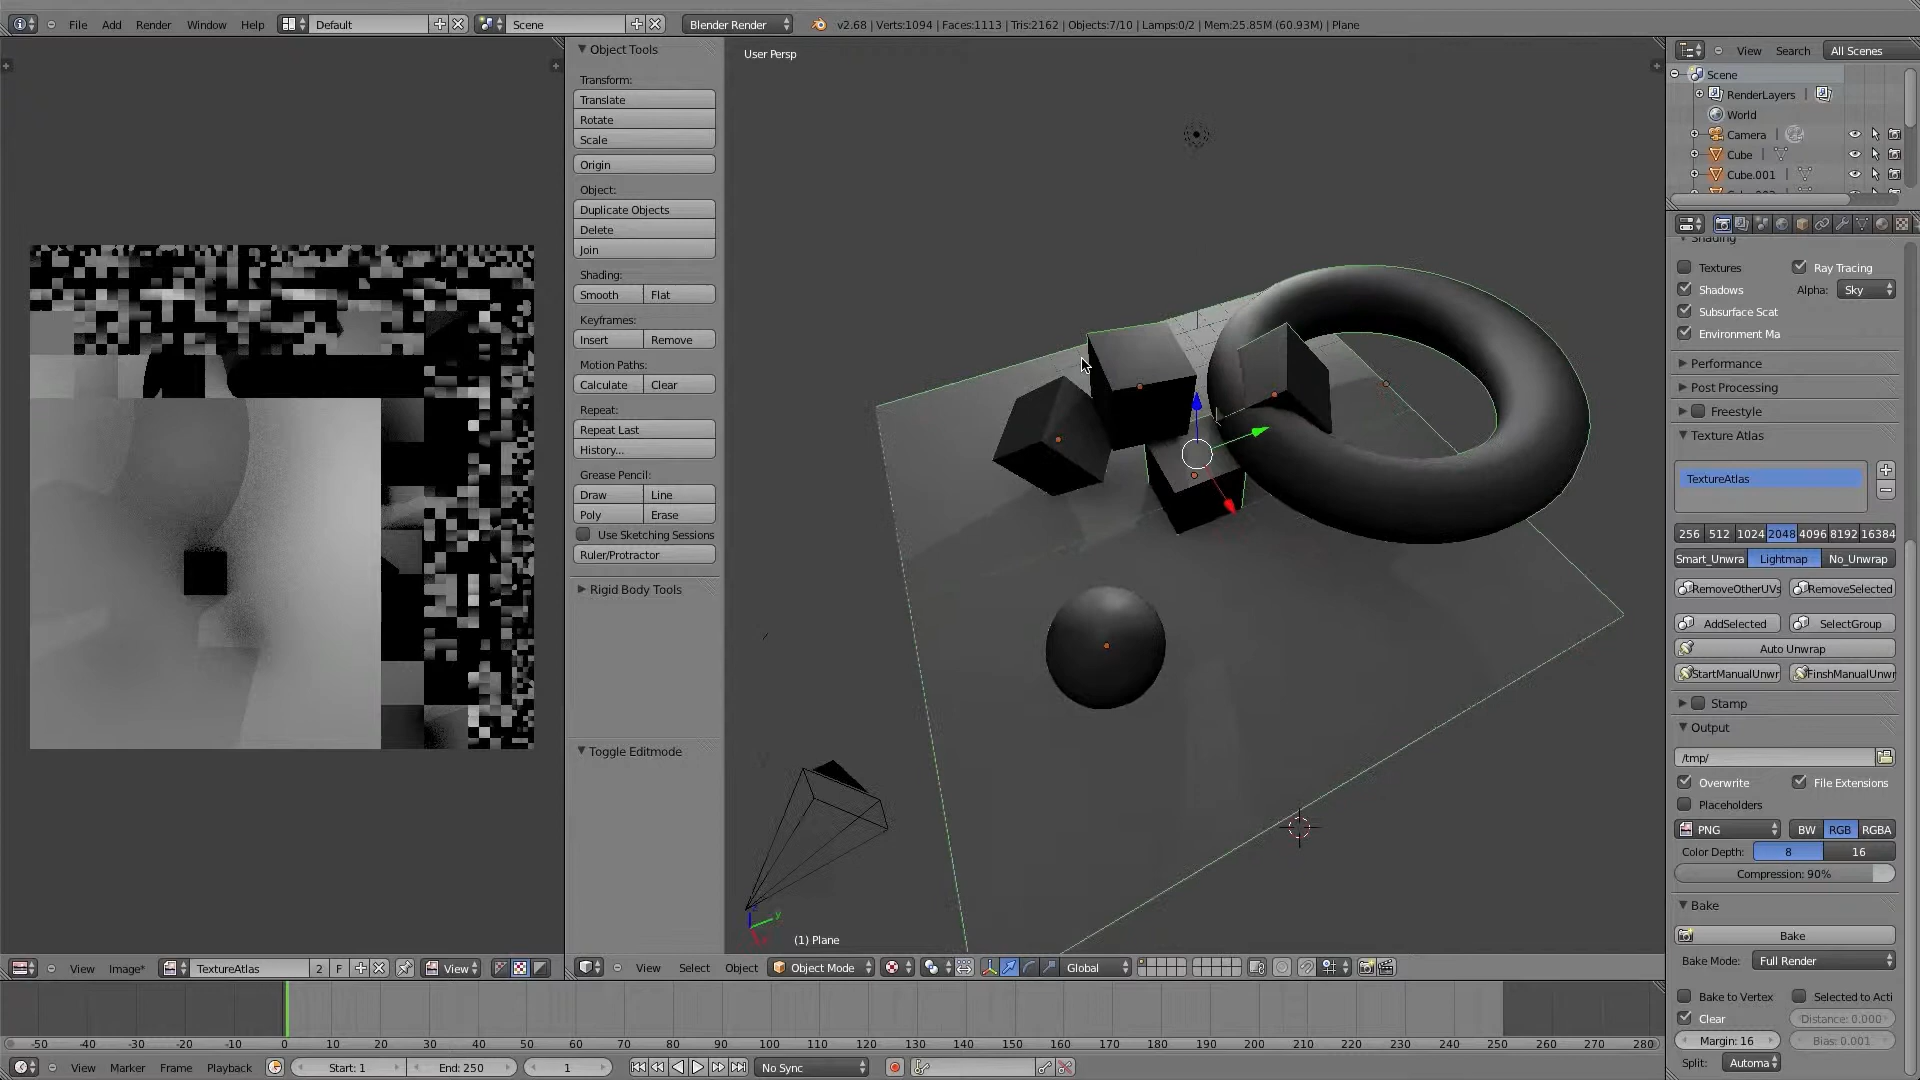 File Add Render Window Help Default Scene Blender Render v2.68 | Verts:1094 | Faces:1113 | Tris:2162 | Objects:7/10 | Lamps:0/2 | Mem:25.85M (60.93M) | Plane
Object Tools
Transform:
Translate
Rotate
Scale
Origin
Object:
Duplicate Objects
Delete
Join
Shading:
Smooth Flat
Keyframes:
Insert Remove
Motion Paths:
Calculate Clear
Repeat:
Repeat Last
History...
Grease Pencil:
Draw Line
Poly Erase
Use Sketching Sessions
Ruler/Protractor
Rigid Body Tools
Toggle Editmode
User Persp
(1) Plane
View Search All Scenes
Scene
RenderLayers
World
Camera
Cube
Cube.001
Shading
Textures Ray Tracing
Shadows Alpha: Sky
Subsurface Scat
Environment Ma
Performance
Post Processing
Freestyle
Texture Atlas
TextureAtlas
256 512 1024 2048 4096 8192 16384
Smart_Unwra Lightmap No_Unwrap
RemoveOtherUVs RemoveSelected
AddSelected SelectGroup
Auto Unwrap
StartManualUnwr FinshManualUnwr
Stamp
Output
/tmp/
Overwrite File Extensions
Placeholders
PNG BW RGB RGBA
Color Depth: 8 16
Compression: 90%
Bake
Bake
Bake Mode: Full Render
Bake to Vertex Selected to Acti
Clear Distance: 0.000
Margin: 16 Bias: 0.001
Split: Automa
View Image* TextureAtlas 2 F View
View Select Object Object Mode Global
-50 -40 -30 -20 -10 0 10 20 30 40 50 60 70 80 90 100 110 120 130 140 150 160 170 180 190 200 210 220 230 240 250 260 270 280
View Marker Frame Playback Start: 1 End: 250 1 No Sync